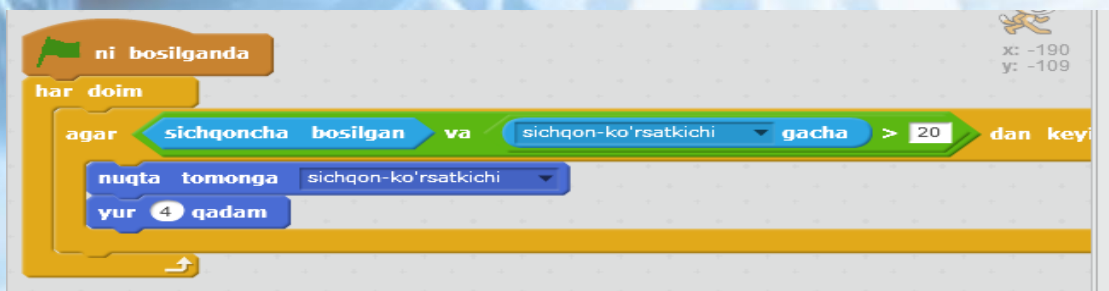 ni bosilganda
x: -190
y: -109
har doim
agar sichqoncha bosilgan va sichqon-ko'rsatkichi gacha > 20 dan keyi
nuqta tomonga sichqon-ko'rsatkichi
yur 4 qadam